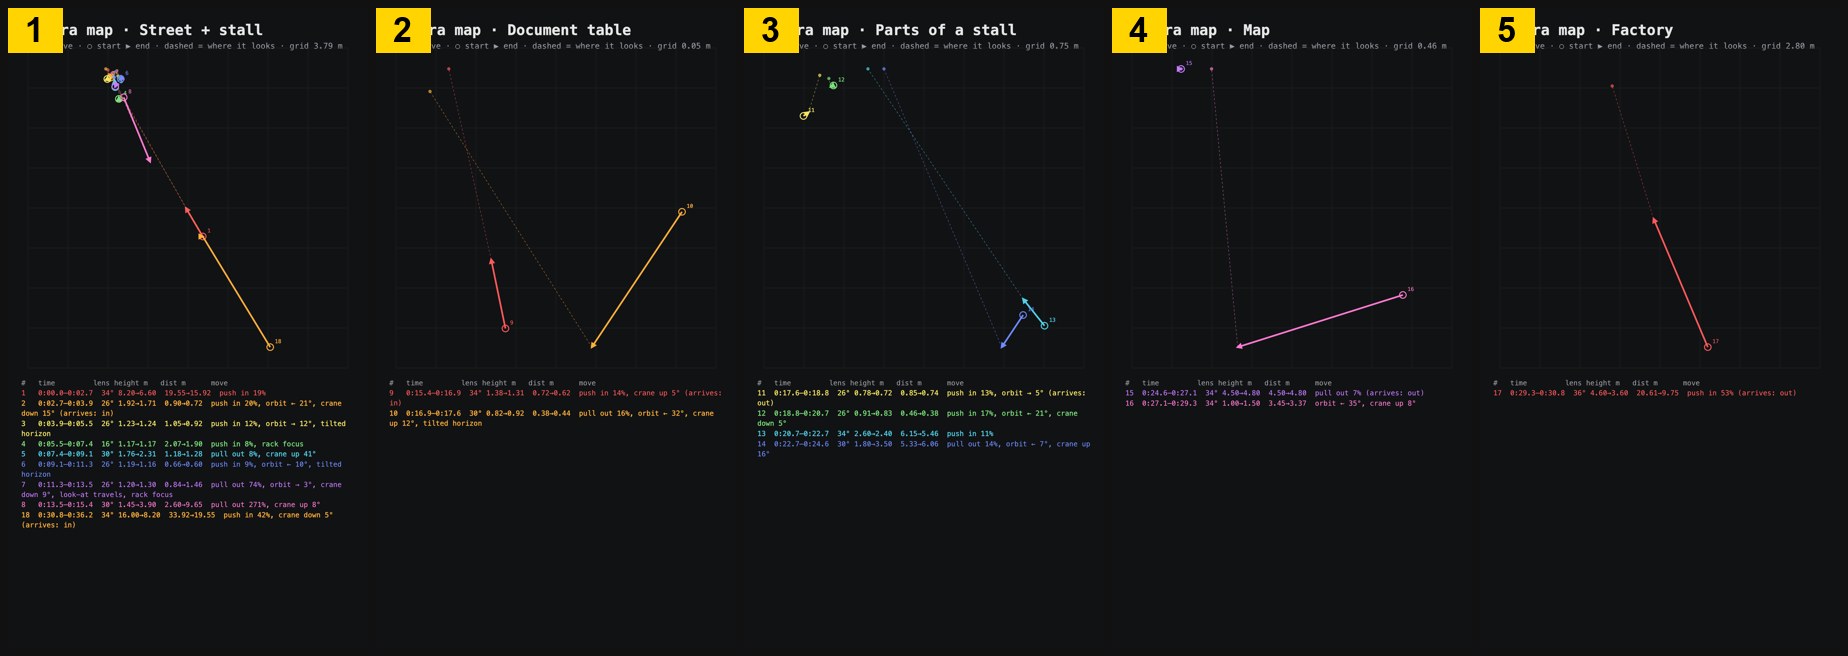 1
ra map · Street + stall
ve · ○ start ▶ end · dashed = where it looks · grid 3.79 m
8
1
18
# time lens height m dist m move
1 0:00.0–0:02.7 34° 8.20→6.60 19.55→15.92 push in 19%
2 0:02.7–0:03.9 26° 1.92→1.71 0.90→0.72 push in 20%, orbit ← 21°, crane
down 15° (arrives: in)
3 0:03.9–0:05.5 26° 1.23→1.24 1.05→0.92 push in 12%, orbit → 12°, tilted
horizon
4 0:05.5–0:07.4 16° 1.17→1.17 2.07→1.90 push in 8%, rack focus
5 0:07.4–0:09.1 30° 1.76→2.31 1.18→1.28 pull out 8%, crane up 41°
6 0:09.1–0:11.3 26° 1.19→1.16 0.66→0.60 push in 9%, orbit ← 10°, tilted
horizon
7 0:11.3–0:13.5 26° 1.20→1.30 0.84→1.46 pull out 74%, orbit → 3°, crane
down 9°, look-at travels, rack focus
8 0:13.5–0:15.4 30° 1.45→3.90 2.60→9.65 pull out 271%, crane up 8°
18 0:30.8–0:36.2 34° 16.00→8.20 33.92→19.55 push in 42%, crane down 5°
(arrives: in)
2
ra map · Document table
ve · ○ start ▶ end · dashed = where it looks · grid 0.05 m
10
9
# time lens height m dist m move
9 0:15.4–0:16.9 34° 1.38→1.31 0.72→0.62 push in 14%, crane up 5° (arrives:
in)
10 0:16.9–0:17.6 30° 0.82→0.92 0.38→0.44 pull out 16%, orbit ← 32°, crane
up 12°, tilted horizon
3
ra map · Parts of a stall
ve · ○ start ▶ end · dashed = where it looks · grid 0.75 m
12
11
13
# time lens height m dist m move
11 0:17.6–0:18.8 26° 0.78→0.72 0.85→0.74 push in 13%, orbit → 5° (arrives:
out)
12 0:18.8–0:20.7 26° 0.91→0.83 0.46→0.38 push in 17%, orbit ← 21°, crane
down 5°
13 0:20.7–0:22.7 34° 2.60→2.40 6.15→5.46 push in 11%
14 0:22.7–0:24.6 30° 1.80→3.50 5.33→6.06 pull out 14%, orbit ← 7°, crane up
16°
4
ra map · Map
ve · ○ start ▶ end · dashed = where it looks · grid 0.46 m
15
16
# time lens height m dist m move
15 0:24.6–0:27.1 34° 4.50→4.80 4.50→4.80 pull out 7% (arrives: out)
16 0:27.1–0:29.3 34° 1.00→1.50 3.45→3.37 orbit ← 35°, crane up 8°
5
ra map · Factory
ve · ○ start ▶ end · dashed = where it looks · grid 2.80 m
17
# time lens height m dist m move
17 0:29.3–0:30.8 36° 4.60→3.60 20.61→9.75 push in 53% (arrives: out)